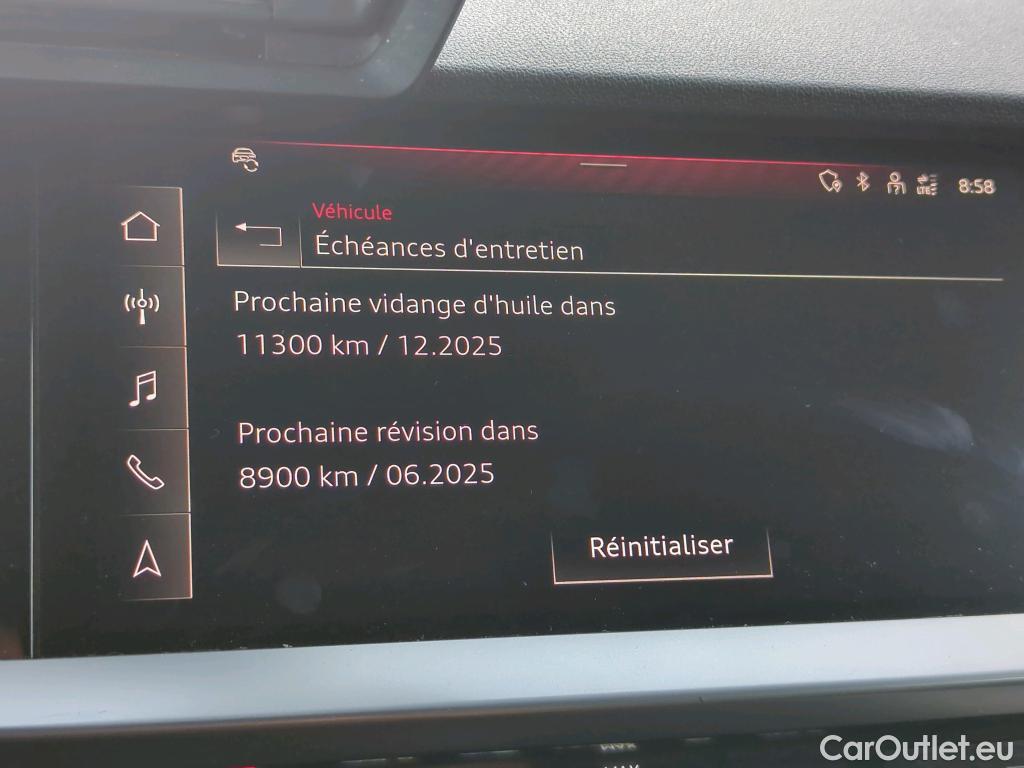 LTE 8:58
Véhicule
Échéances d'entretien
Prochaine vidange d'huile dans
11300 km / 12.2025
Prochaine révision dans
8900 km / 06.2025
Réinitialiser
CarOutlet.eu